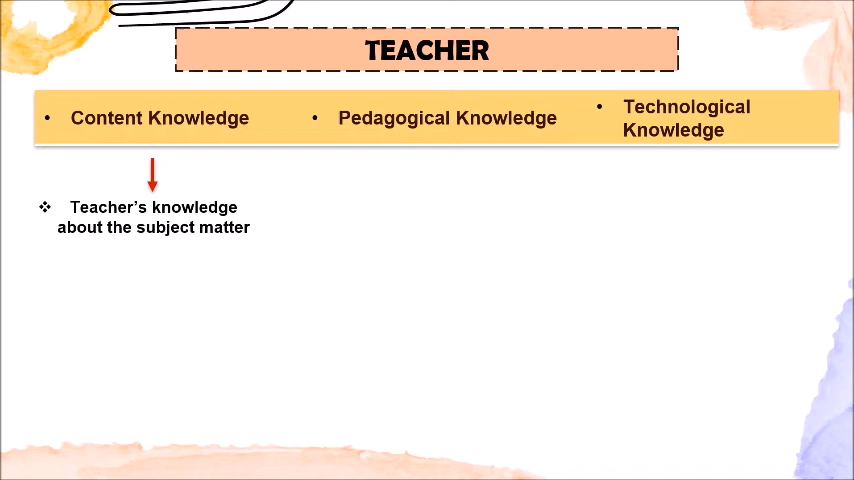 TEACHER
• Content Knowledge
• Pedagogical Knowledge
• Technological
Knowledge
❖ Teacher’s knowledge
about the subject matter